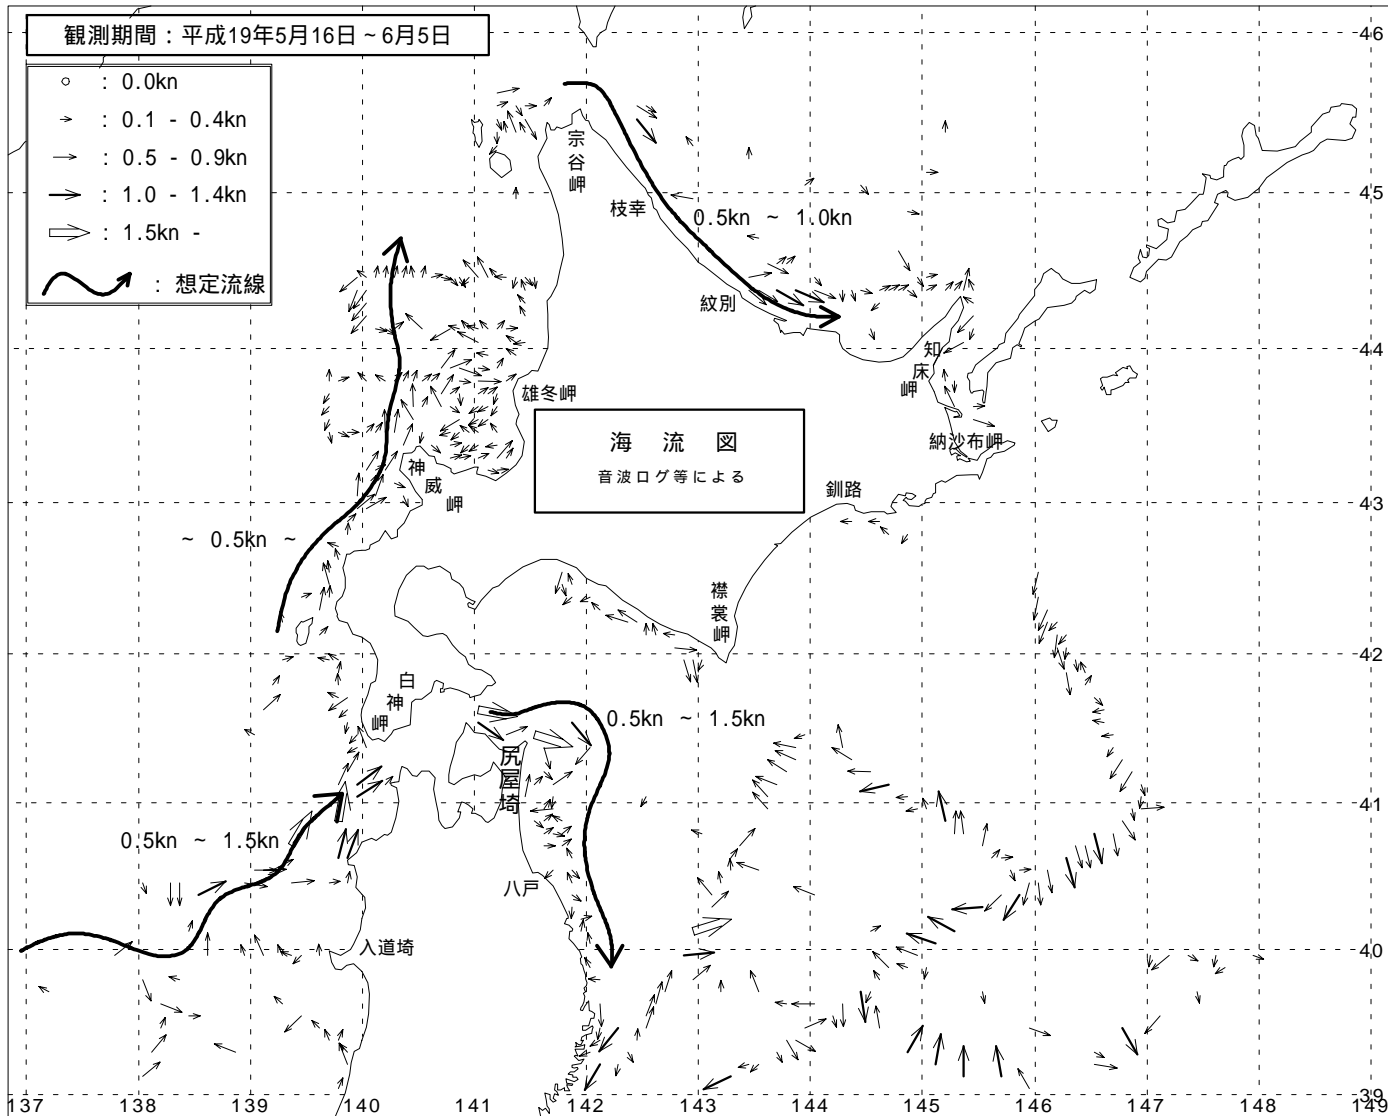 観測期間：平成19年5月16日～6月5日
○ : 0.0kn
: 0.1 - 0.4kn
: 0.5 - 0.9kn
: 1.0 - 1.4kn
: 1.5kn -
: 想定流線
宗谷岬
枝幸
0.5kn ~ 1.0kn
紋別
知床岬
雄冬岬
海流図
音波ログ等による
納沙布岬
神威岬
釧路
~ 0.5kn ~
襟裳岬
白神岬
0.5kn ~ 1.5kn
尻屋埼
0.5kn ~ 1.5kn
八戸
入道埼
46
45
44
43
42
41
40
39
137 138 139 140 141 142 143 144 145 146 147 148 149